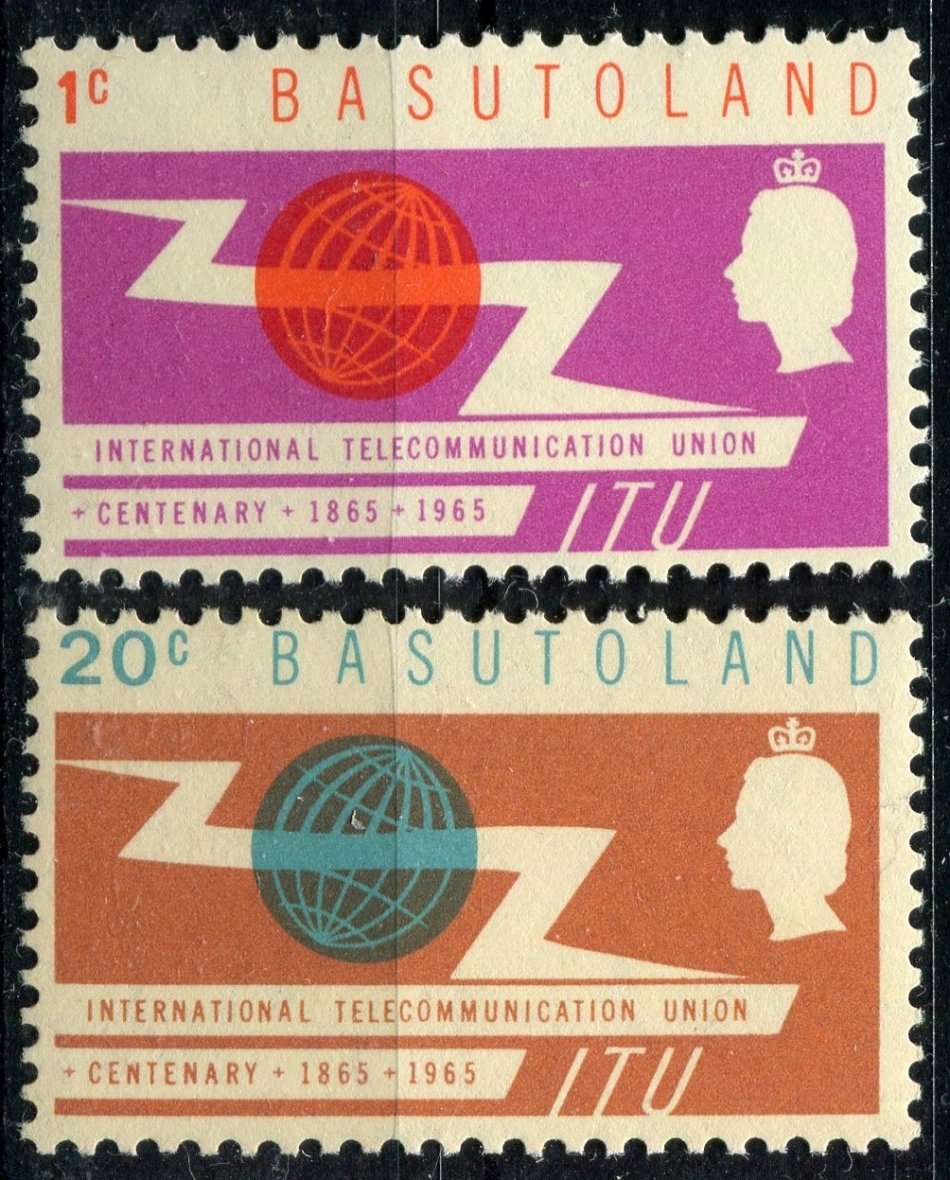 1c BASUTOLAND
INTERNATIONAL TELECOMMUNICATION UNION
+ CENTENARY + 1865 + 1965
ITU
20c BASUTOLAND
INTERNATIONAL TELECOMMUNICATION UNION
+ CENTENARY + 1865 + 1965
ITU